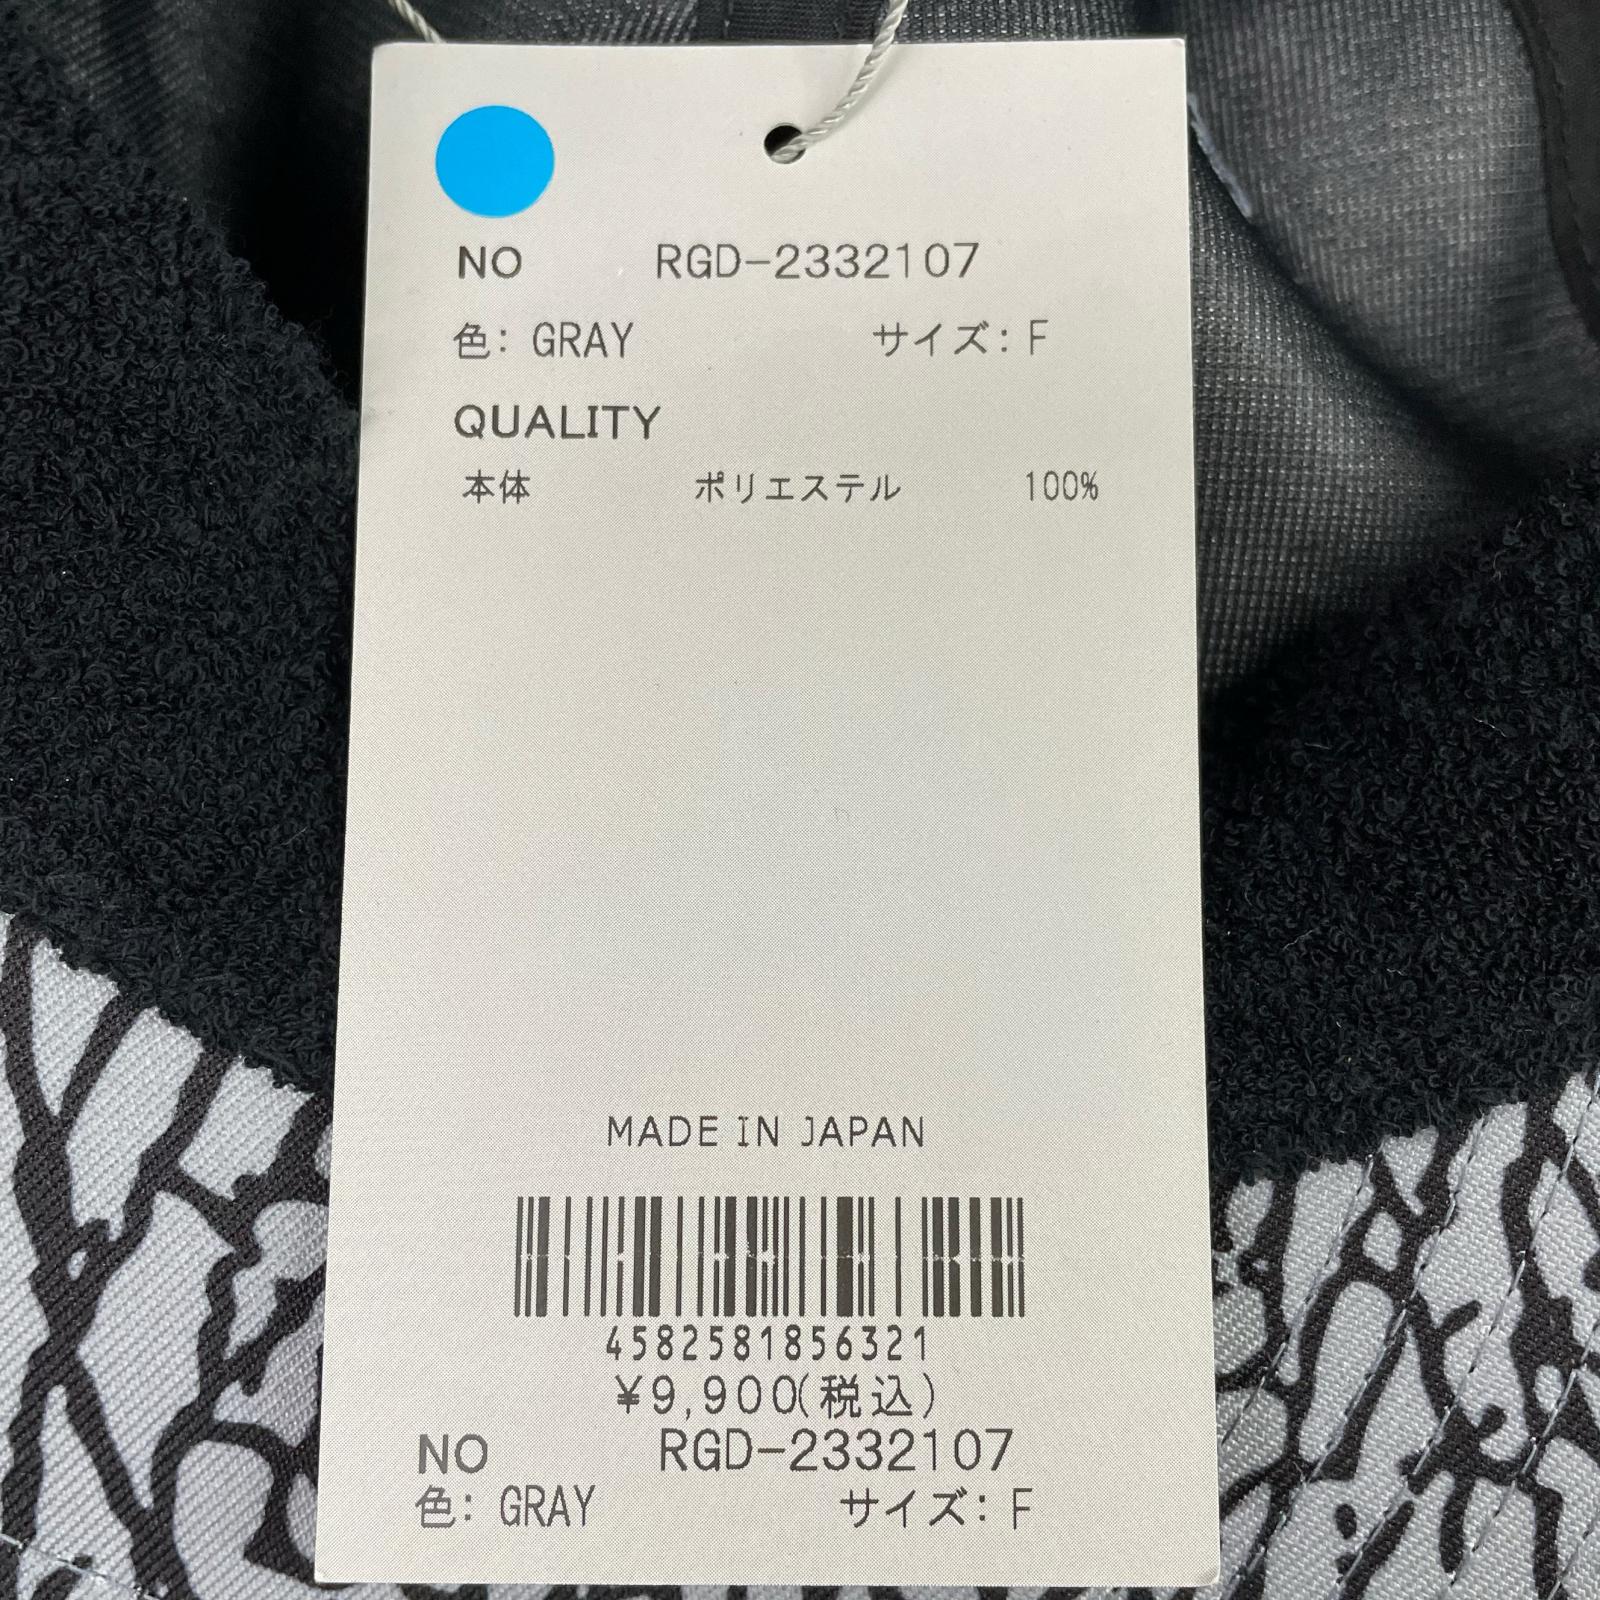 NO RGD-2332107
色: GRAY サイズ: F
QUALITY
本体 ポリエステル 100%
MADE IN JAPAN
4582581856321
¥9,900(税込)
NO RGD-2332107
色: GRAY サイズ: F